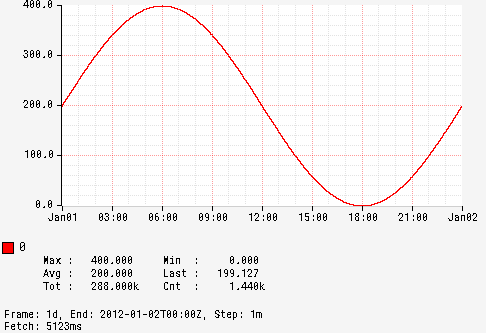 400.0
400.0
200.0
100.0
0.0
Jan01 03:00 06:00 09:00 12:00 15:00 18:00 21:00 Jan02
0
Max : 400.000 Min : 0.000
Avg : 200.000 Last : 199.127
Tot : 288.000k Cnt : 1.440k
Frame: 1d, End: 2012-01-02T00:00Z, Step: 1m
Fetch: 5123ms